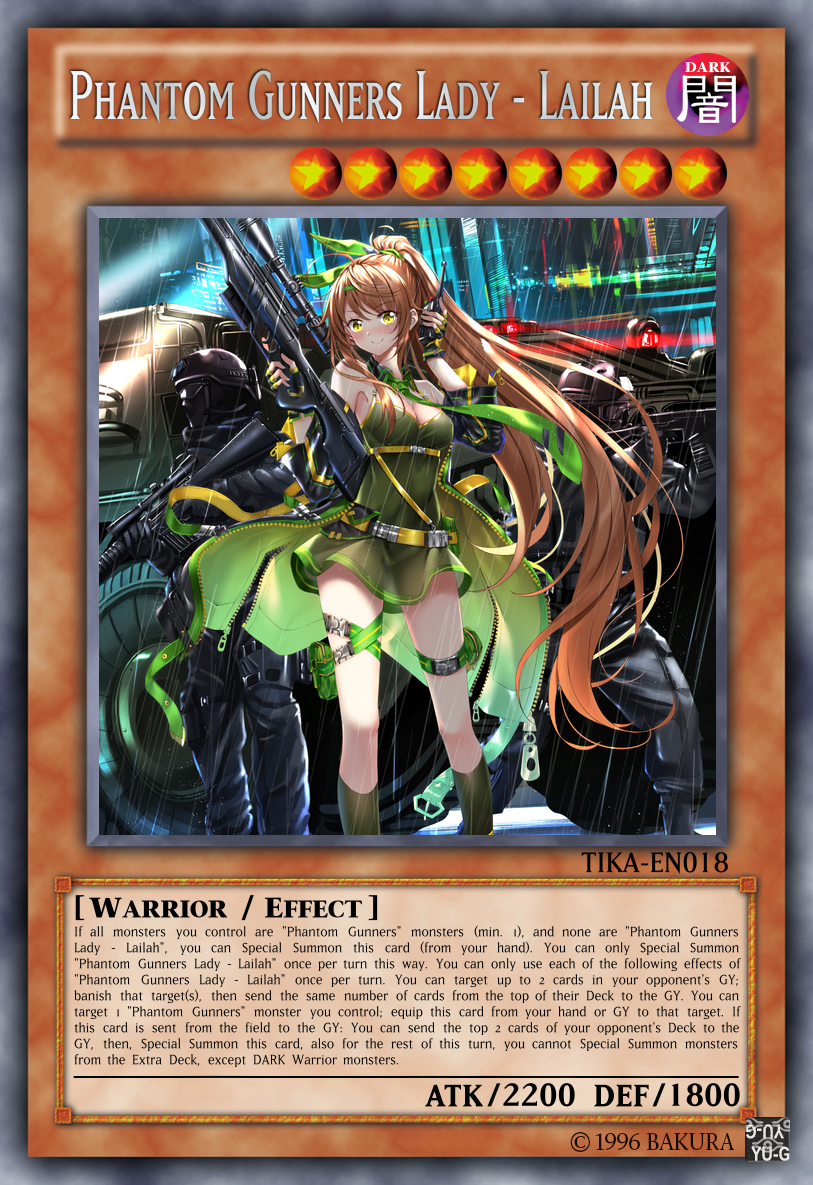 PHANTOM GUNNERS LADY - LAILAH
DARK
闇
TIKA-EN018
[ WARRIOR / EFFECT ]
If all monsters you control are "Phantom Gunners" monsters (min. 1), and none are "Phantom Gunners
Lady - Lailah", you can Special Summon this card (from your hand). You can only Special Summon
"Phantom Gunners Lady - Lailah" once per turn this way. You can only use each of the following effects of
"Phantom Gunners Lady - Lailah" once per turn. You can target up to 2 cards in your opponent's GY;
banish that target(s), then send the same number of cards from the top of their Deck to the GY. You can
target 1 "Phantom Gunners" monster you control; equip this card from your hand or GY to that target. If
this card is sent from the field to the GY: You can send the top 2 cards of your opponent's Deck to the
GY, then, Special Summon this card, also for the rest of this turn, you cannot Special Summon monsters
from the Extra Deck, except DARK Warrior monsters.
ATK/2200 DEF/1800
© 1996 BAKURA
YU-G